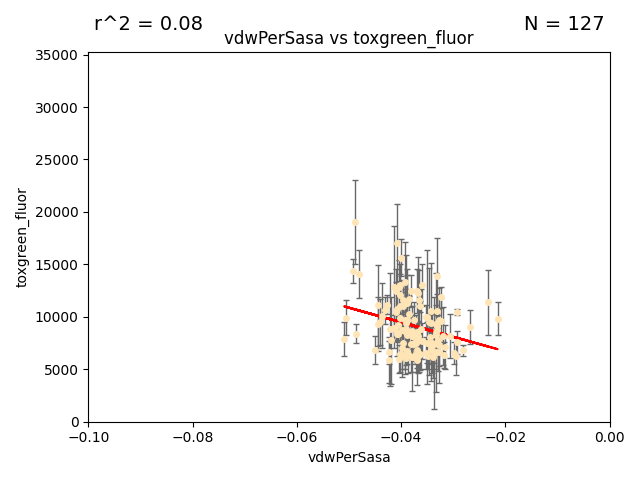 r^2 = 0.08
N = 127
vdwPerSasa vs toxgreen_fluor
35000
30000
25000
20000
15000
10000
5000
0
toxgreen_fluor
−0.10
−0.08
−0.06
−0.04
−0.02
0.00
vdwPerSasa